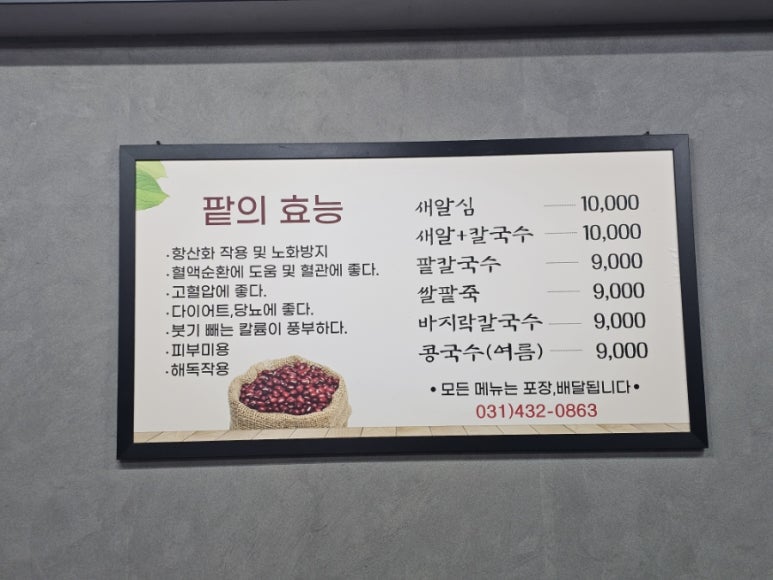 팥의 효능
·항산화 작용 및 노화방지
·혈액순환에 도움 및 혈관에 좋다.
·고혈압에 좋다.
·다이어트,당뇨에 좋다.
·붓기 빼는 칼륨이 풍부하다.
·피부미용
·해독작용
새알심 10,000
새알+칼국수 10,000
팥칼국수 9,000
쌀팥죽 9,000
바지락칼국수 9,000
콩국수(여름) 9,000
•모든 메뉴는 포장,배달됩니다•
031)432-0863